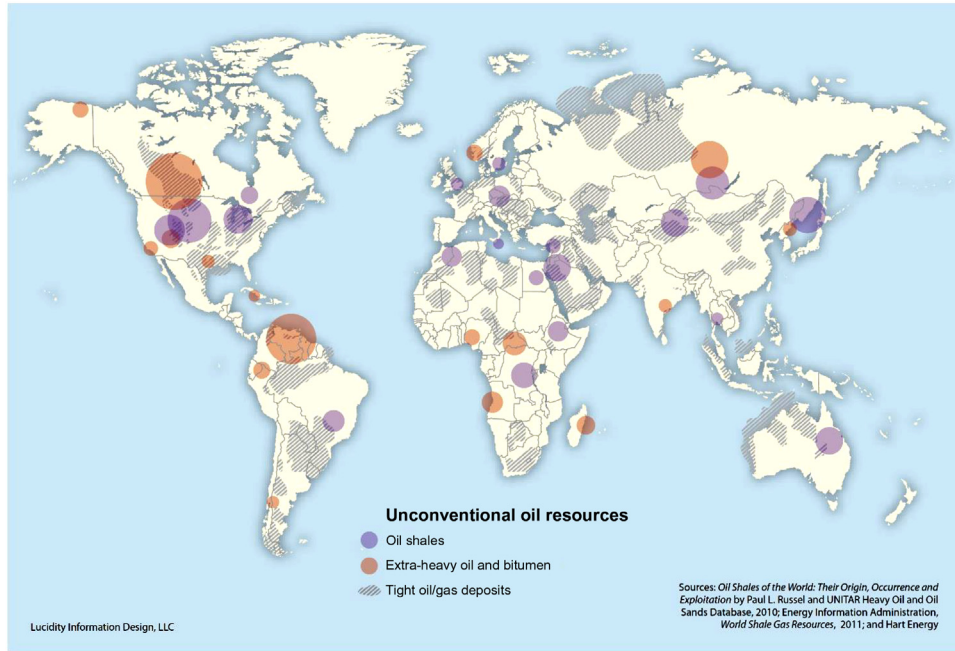 Unconventional oil resources
Oil shales
Extra-heavy oil and bitumen
Tight oil/gas deposits
Sources: Oil Shales of the World: Their Origin, Occurrence and
Exploitation by Paul L. Russel and UNITAR Heavy Oil and Oil
Sands Database, 2010; Energy Information Administration,
World Shale Gas Resources, 2011; and Hart Energy
Lucidity Information Design, LLC